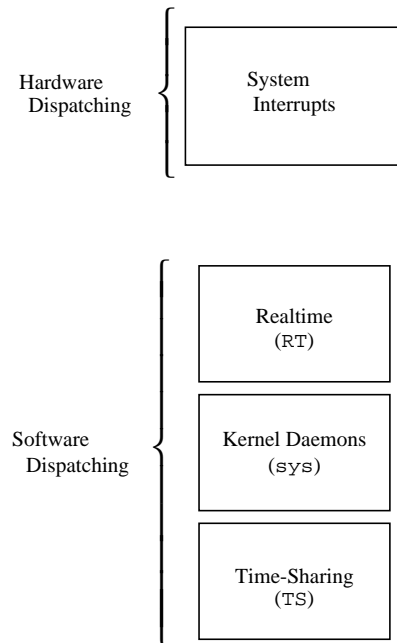 Hardware
Dispatching
System
Interrupts
Realtime
(RT)
Software
Dispatching
Kernel Daemons
(sys)
Time-Sharing
(TS)